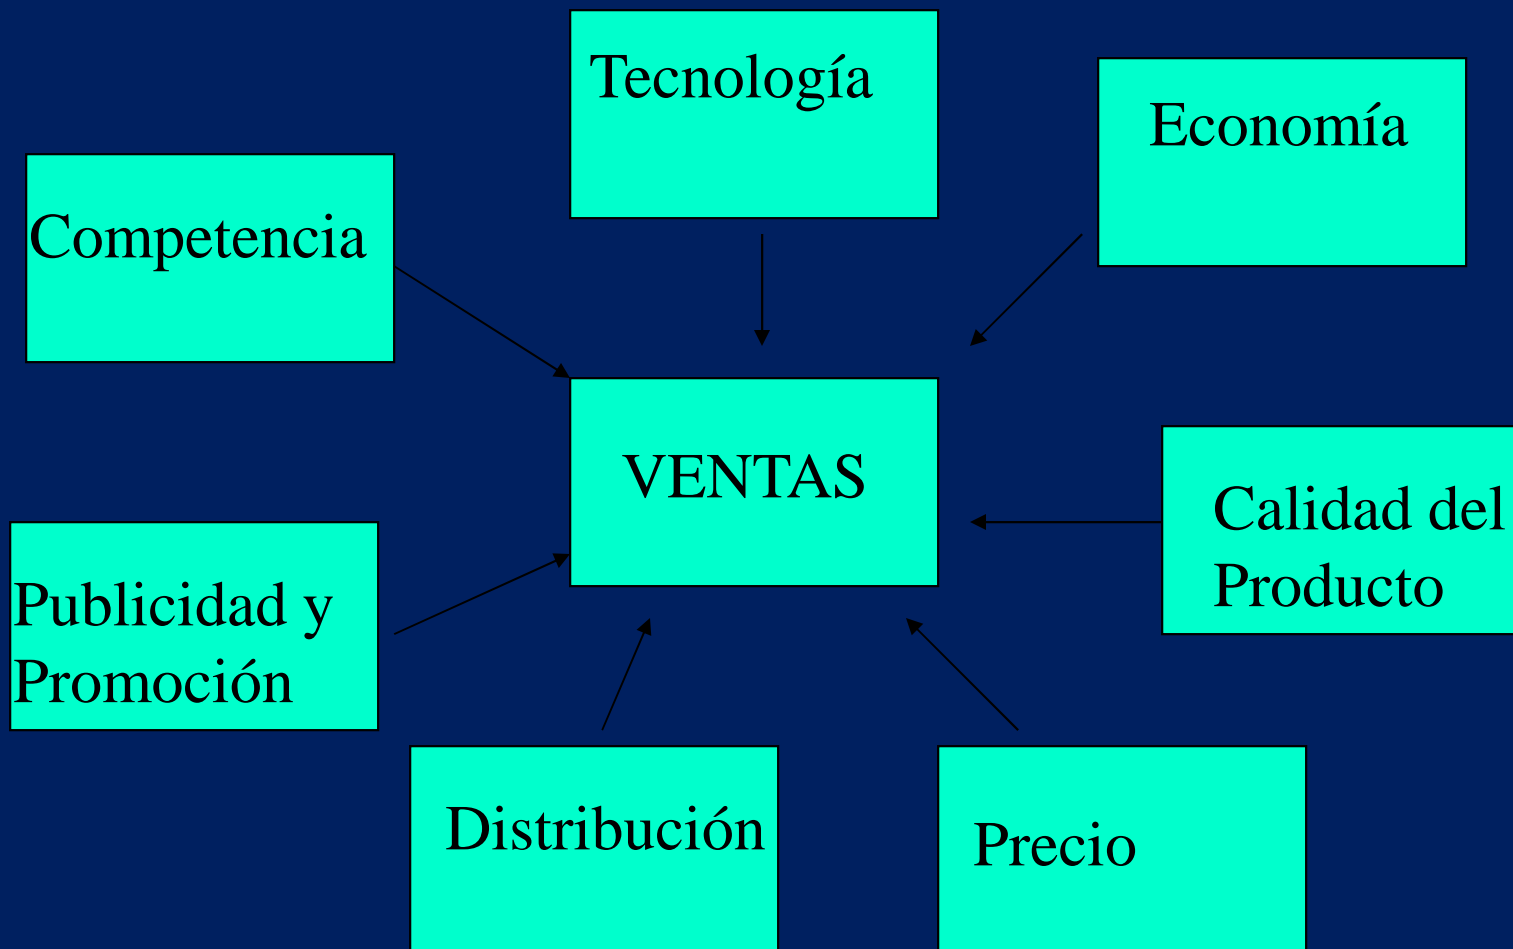 Tecnología
Economía
Competencia
VENTAS
Calidad del
Producto
Publicidad y
Promoción
Distribución
Precio